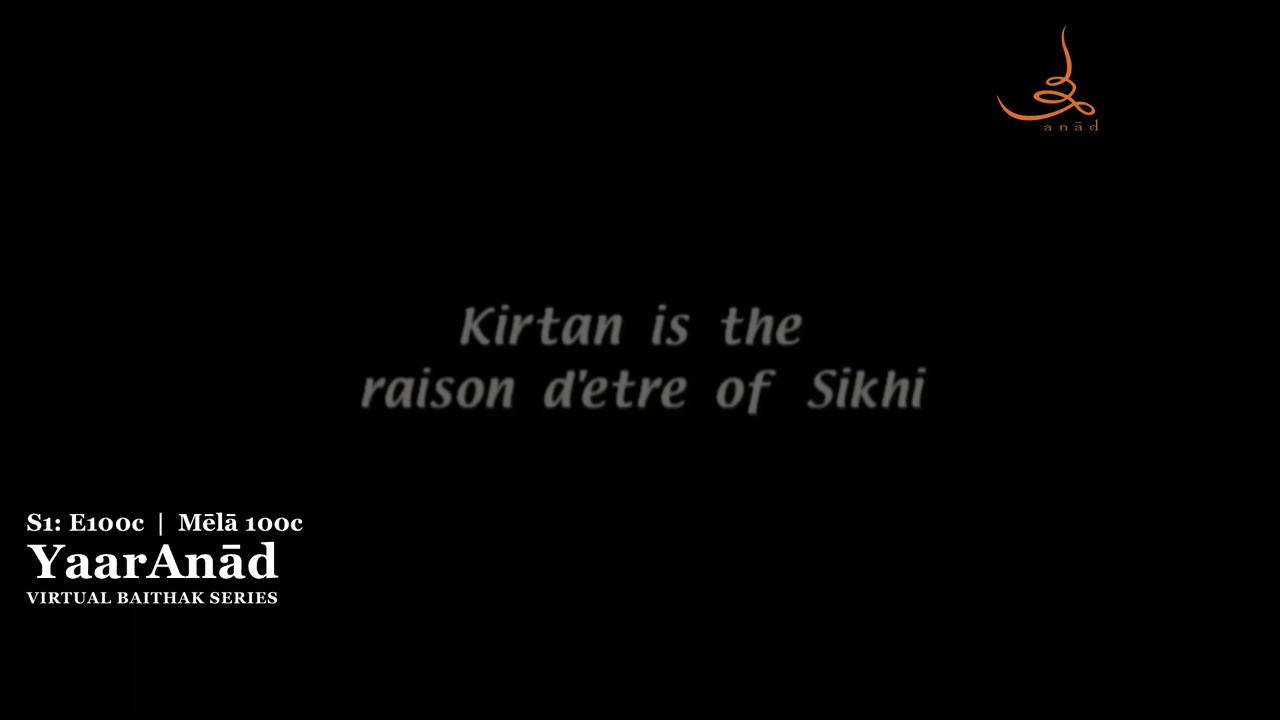 anād
Kirtan is the
raison d'etre of Sikhi
S1: E100c | Mēlā 100c
YaarAnād
VIRTUAL BAITHAK SERIES